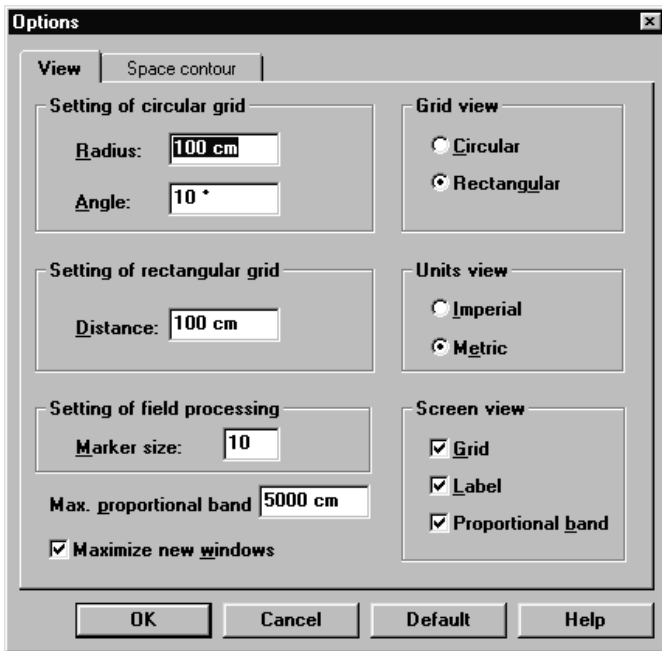 Options
View
Space contour
Setting of circular grid
Radius: 100 cm
Angle: 10 °
Grid view
Circular
Rectangular
Setting of rectangular grid
Distance: 100 cm
Units view
Imperial
Metric
Setting of field processing
Marker size: 10
Max. proportional band 5000 cm
Maximize new windows
Screen view
Grid
Label
Proportional band
OK
Cancel
Default
Help